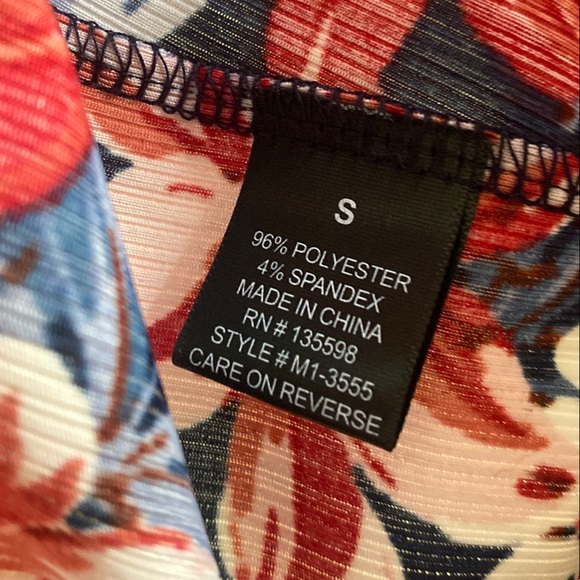 S
96% POLYESTER
4% SPANDEX
MADE IN CHINA
RN # 135598
STYLE # M1-3555
CARE ON REVERSE